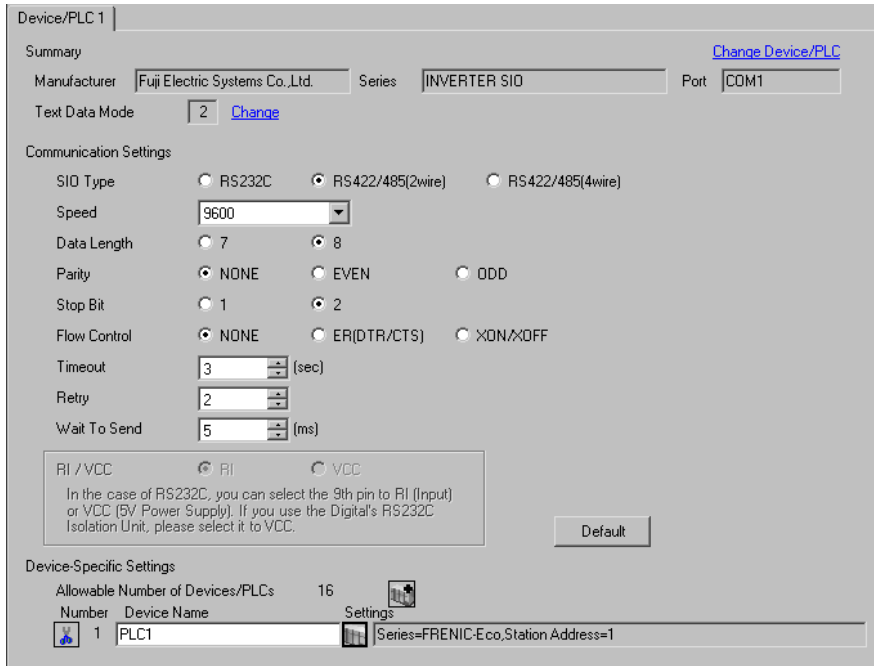 Device/PLC 1
Summary Change Device/PLC
Manufacturer Fuji Electric Systems Co.,Ltd. Series INVERTER SIO Port COM1
Text Data Mode 2 Change
Communication Settings
SIO Type RS232C RS422/485(2wire) RS422/485(4wire)
Speed 9600
Data Length 7 8
Parity NONE EVEN ODD
Stop Bit 1 2
Flow Control NONE ER(DTR/CTS) XON/XOFF
Timeout 3 (sec)
Retry 2
Wait To Send 5 (ms)
RI / VCC RI VCC
In the case of RS232C, you can select the 9th pin to RI (Input)
or VCC (5V Power Supply). If you use the Digital's RS232C
Isolation Unit, please select it to VCC.
Default
Device-Specific Settings
Allowable Number of Devices/PLCs 16
Number Device Name Settings
1 PLC1 Series=FRENIC-Eco,Station Address=1